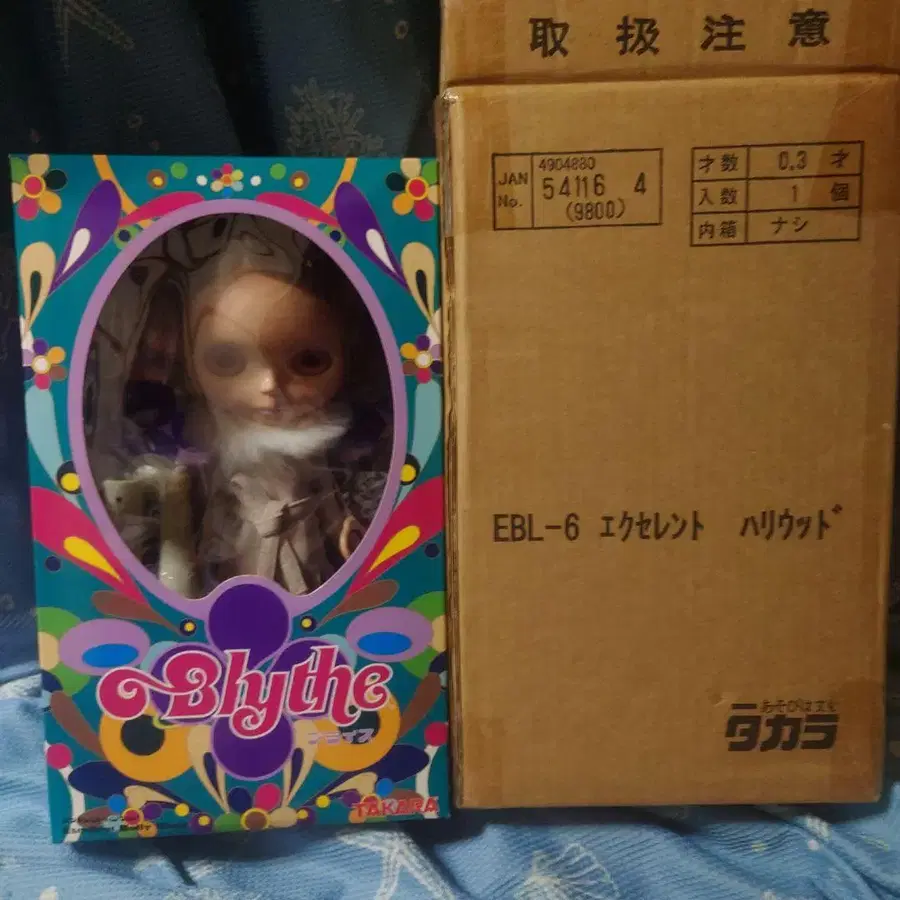 取扱注意
JAN No.
4904880
54116 4
(9800)
才数 0.3 才
入数 1 個
内箱 ナシ
EBL-6 エクセレント ハリウッド
あそびは文化
タカラ
Blythe
ブライス
TAKARA